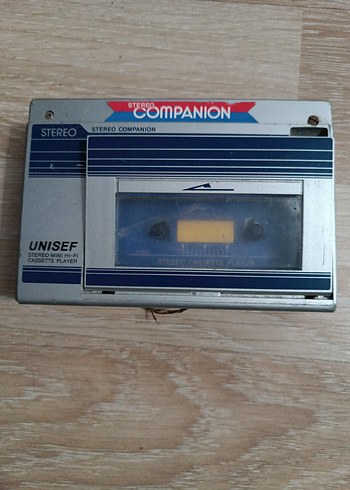 STEREO
COMPANION
STEREO
STEREO COMPANION
UNISEF
STEREO MINI HI-FI
CASSETTE PLAYER
STEREO CASSETTE PLAYER